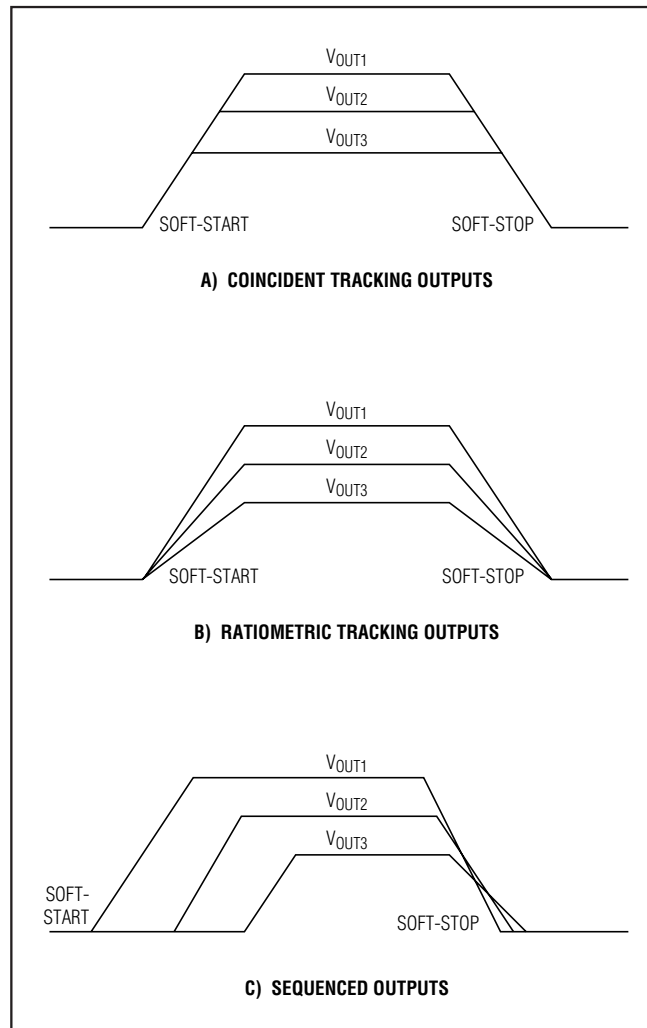 VOUT1
VOUT2
VOUT3
SOFT-START SOFT-STOP
A) COINCIDENT TRACKING OUTPUTS
VOUT1
VOUT2
VOUT3
SOFT-START SOFT-STOP
B) RATIOMETRIC TRACKING OUTPUTS
VOUT1
VOUT2
VOUT3
SOFT-
START
SOFT-STOP
C) SEQUENCED OUTPUTS